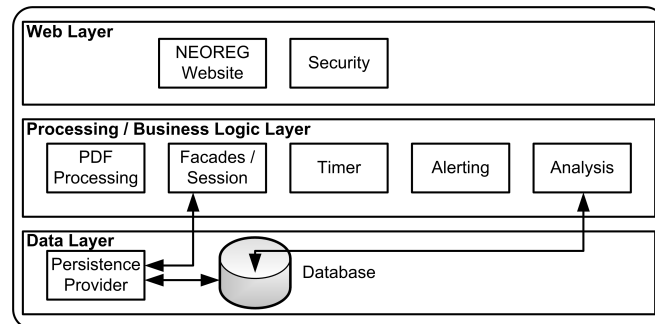 Web Layer
NEOREG
Website
Security
Processing / Business Logic Layer
PDF
Processing
Facades /
Session
Timer
Alerting
Analysis
Data Layer
Persistence
Provider
Database